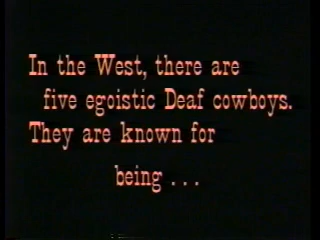 In the West, there are
five egoistic Deaf cowboys.
They are known for
being . . .